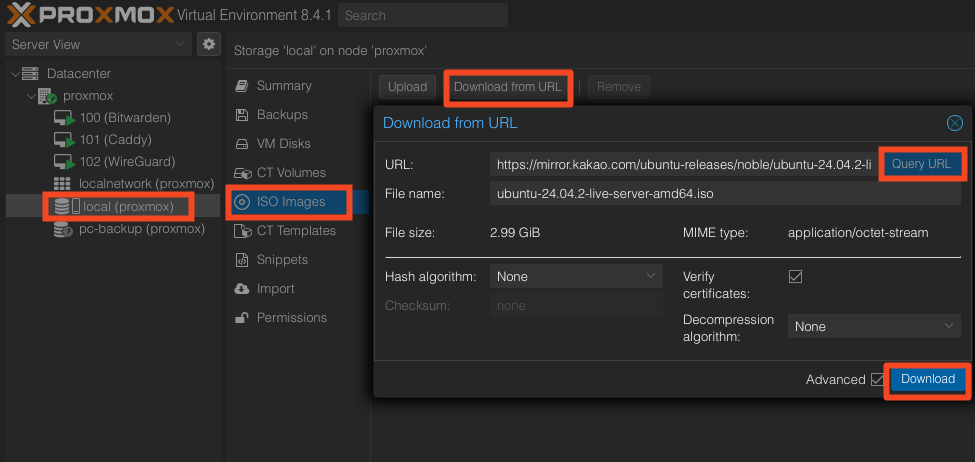 PROXMOX Virtual Environment 8.4.1 Search
Server View
Storage 'local' on node 'proxmox'
Datacenter
proxmox
100 (Bitwarden)
101 (Caddy)
102 (WireGuard)
localnetwork (proxmox)
local (proxmox)
pc-backup (proxmox)
Summary
Backups
VM Disks
CT Volumes
ISO Images
CT Templates
Snippets
Import
Permissions
Upload Download from URL Remove
Download from URL
URL: https://mirror.kakao.com/ubuntu-releases/noble/ubuntu-24.04.2-li Query URL
File name: ubuntu-24.04.2-live-server-amd64.iso
File size: 2.99 GiB MIME type: application/octet-stream
Hash algorithm: None Verify certificates:
Checksum: none
Decompression algorithm: None
Advanced Download